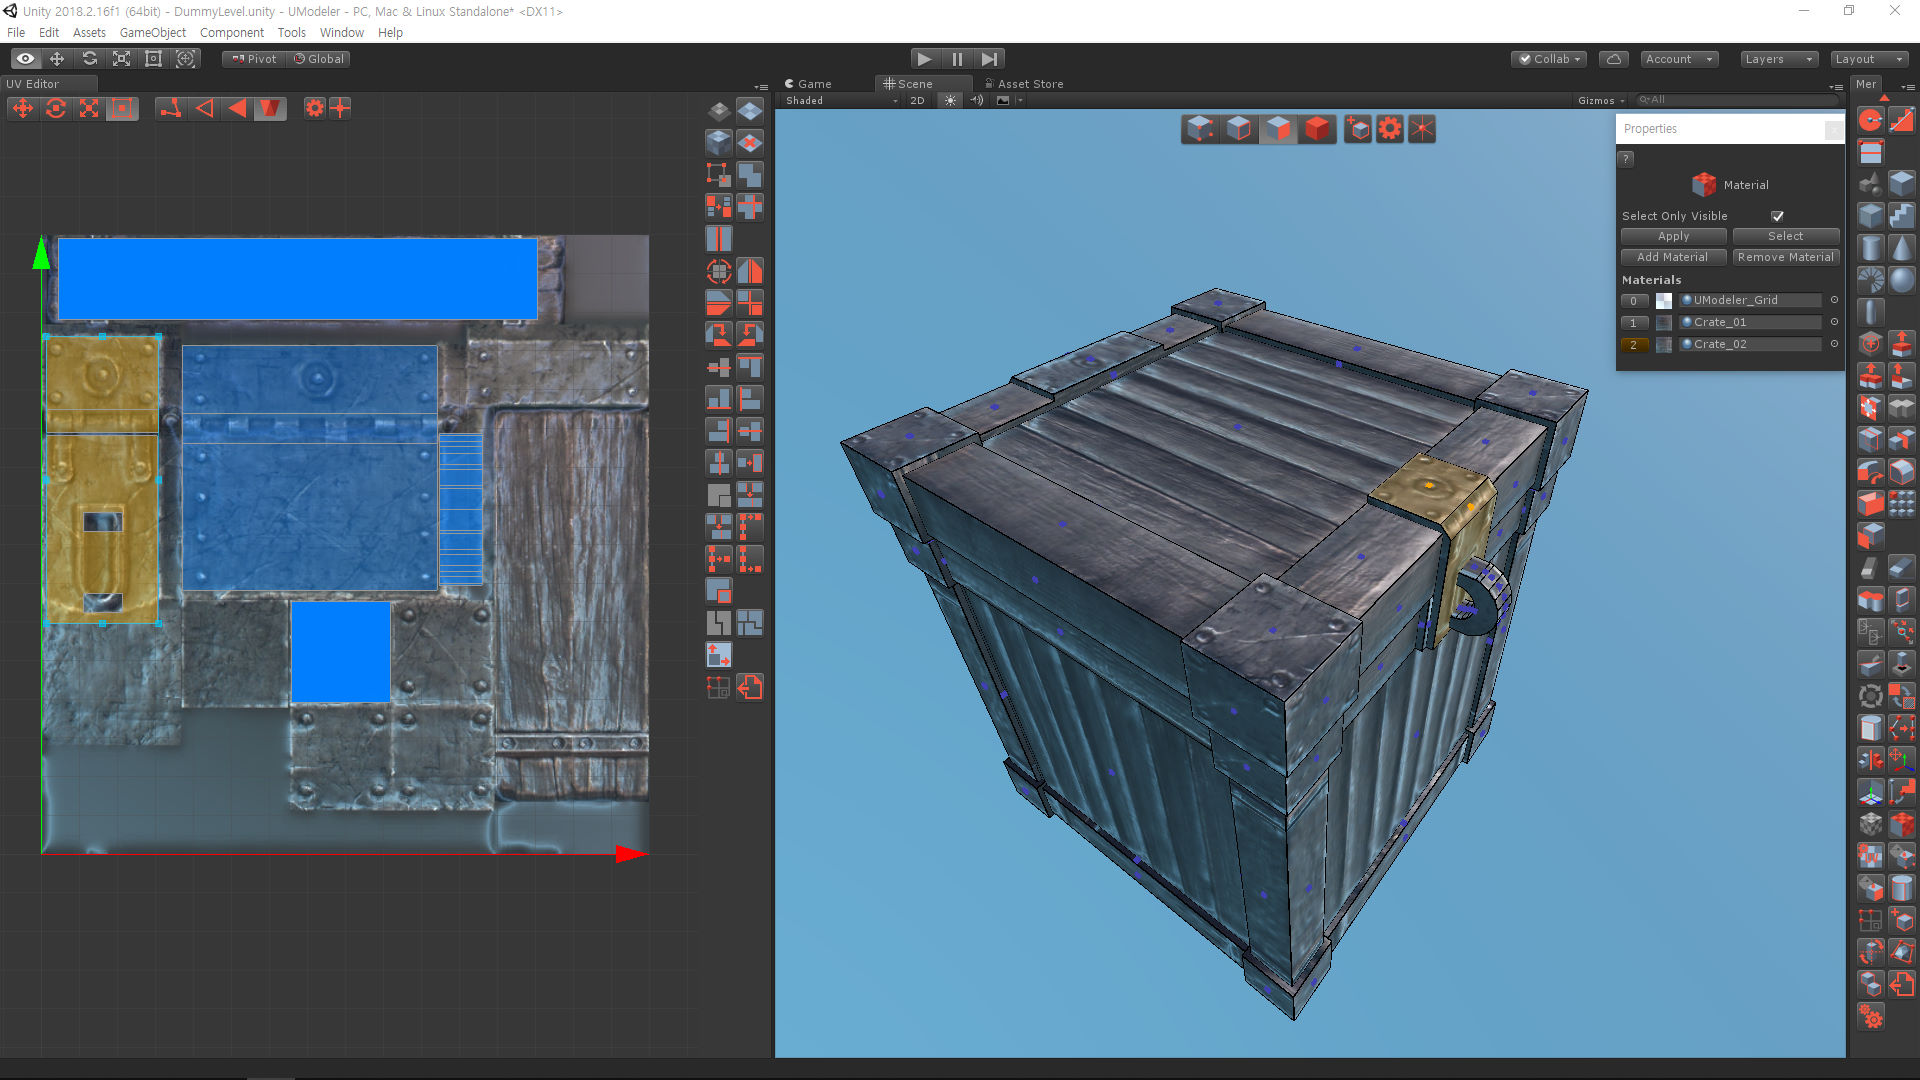 Unity 2018.2.16f1 (64bit) - DummyLevel.unity - UModeler - PC, Mac & Linux Standalone* <DX11>
File Edit Assets GameObject Component Tools Window Help
Pivot Global Collab Account Layers Layout
UV Editor Game Scene Asset Store Mer
Shaded 2D Gizmos All
Properties
?
Material
Select Only Visible
Apply Select
Add Material Remove Material
Materials
0 UModeler_Grid
1 Crate_01
2 Crate_02